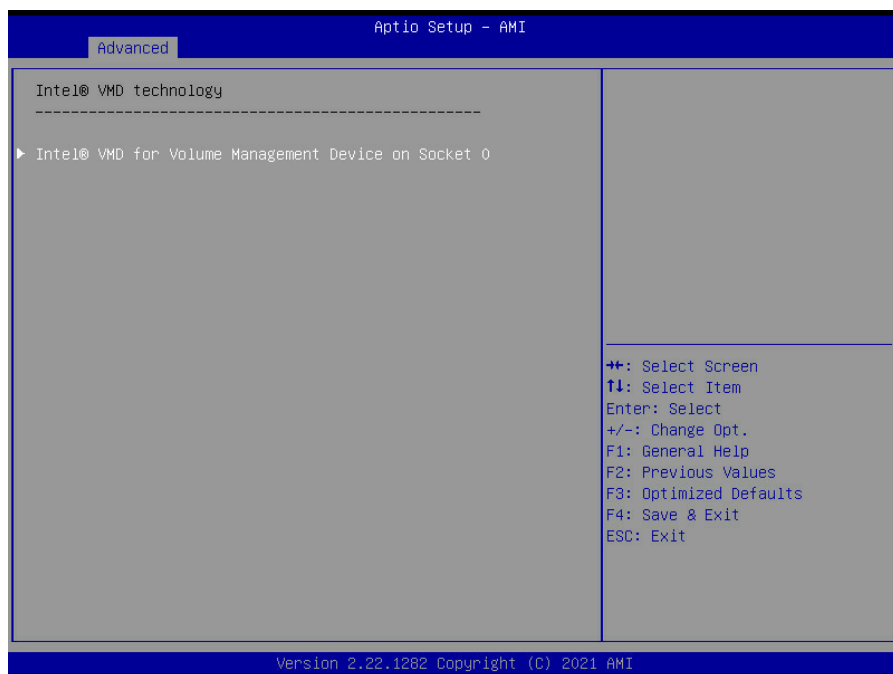 Aptio Setup – AMI
Advanced
Intel® VMD technology
--------------------------------------------------
▶ Intel® VMD for Volume Management Device on Socket 0
→←: Select Screen
↑↓: Select Item
Enter: Select
+/-: Change Opt.
F1: General Help
F2: Previous Values
F3: Optimized Defaults
F4: Save & Exit
ESC: Exit
Version 2.22.1282 Copyright (C) 2021 AMI